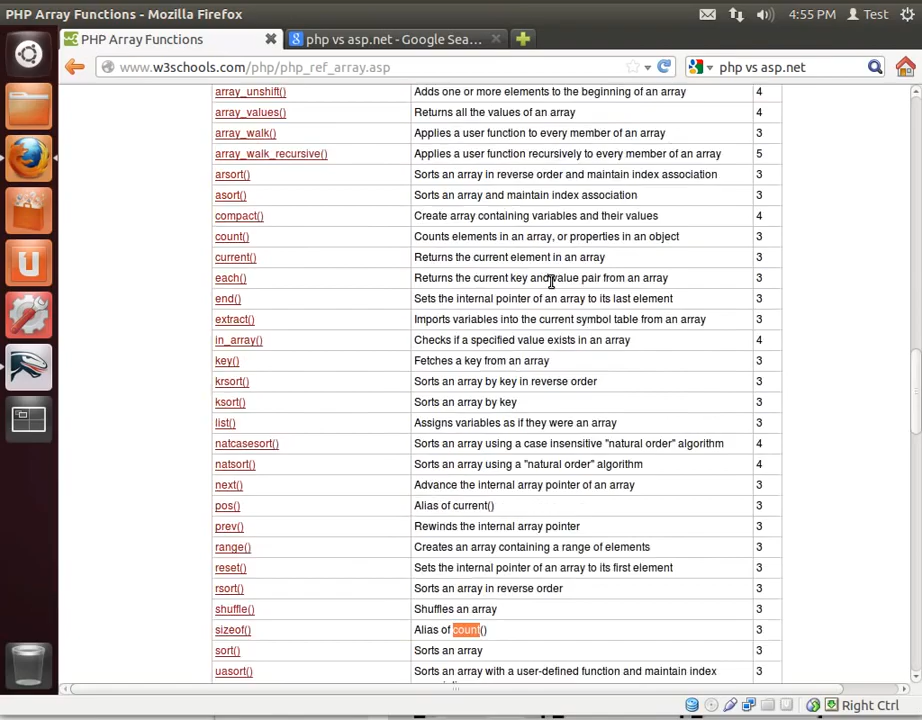 PHP Array Functions - Mozilla Firefox
4:55 PM Test
PHP Array Functions
php vs asp.net - Google Sea...
www.w3schools.com/php/php_ref_array.asp
php vs asp.net
array_unshift() Adds one or more elements to the beginning of an array 4
array_values() Returns all the values of an array 4
array_walk() Applies a user function to every member of an array 3
array_walk_recursive() Applies a user function recursively to every member of an array 5
arsort() Sorts an array in reverse order and maintain index association 3
asort() Sorts an array and maintain index association 3
compact() Create array containing variables and their values 4
count() Counts elements in an array, or properties in an object 3
current() Returns the current element in an array 3
each() Returns the current key and value pair from an array 3
end() Sets the internal pointer of an array to its last element 3
extract() Imports variables into the current symbol table from an array 3
in_array() Checks if a specified value exists in an array 4
key() Fetches a key from an array 3
krsort() Sorts an array by key in reverse order 3
ksort() Sorts an array by key 3
list() Assigns variables as if they were an array 3
natcasesort() Sorts an array using a case insensitive "natural order" algorithm 4
natsort() Sorts an array using a "natural order" algorithm 4
next() Advance the internal array pointer of an array 3
pos() Alias of current() 3
prev() Rewinds the internal array pointer 3
range() Creates an array containing a range of elements 3
reset() Sets the internal pointer of an array to its first element 3
rsort() Sorts an array in reverse order 3
shuffle() Shuffles an array 3
sizeof() Alias of count() 3
sort() Sorts an array 3
uasort() Sorts an array with a user-defined function and maintain index 3
Right Ctrl